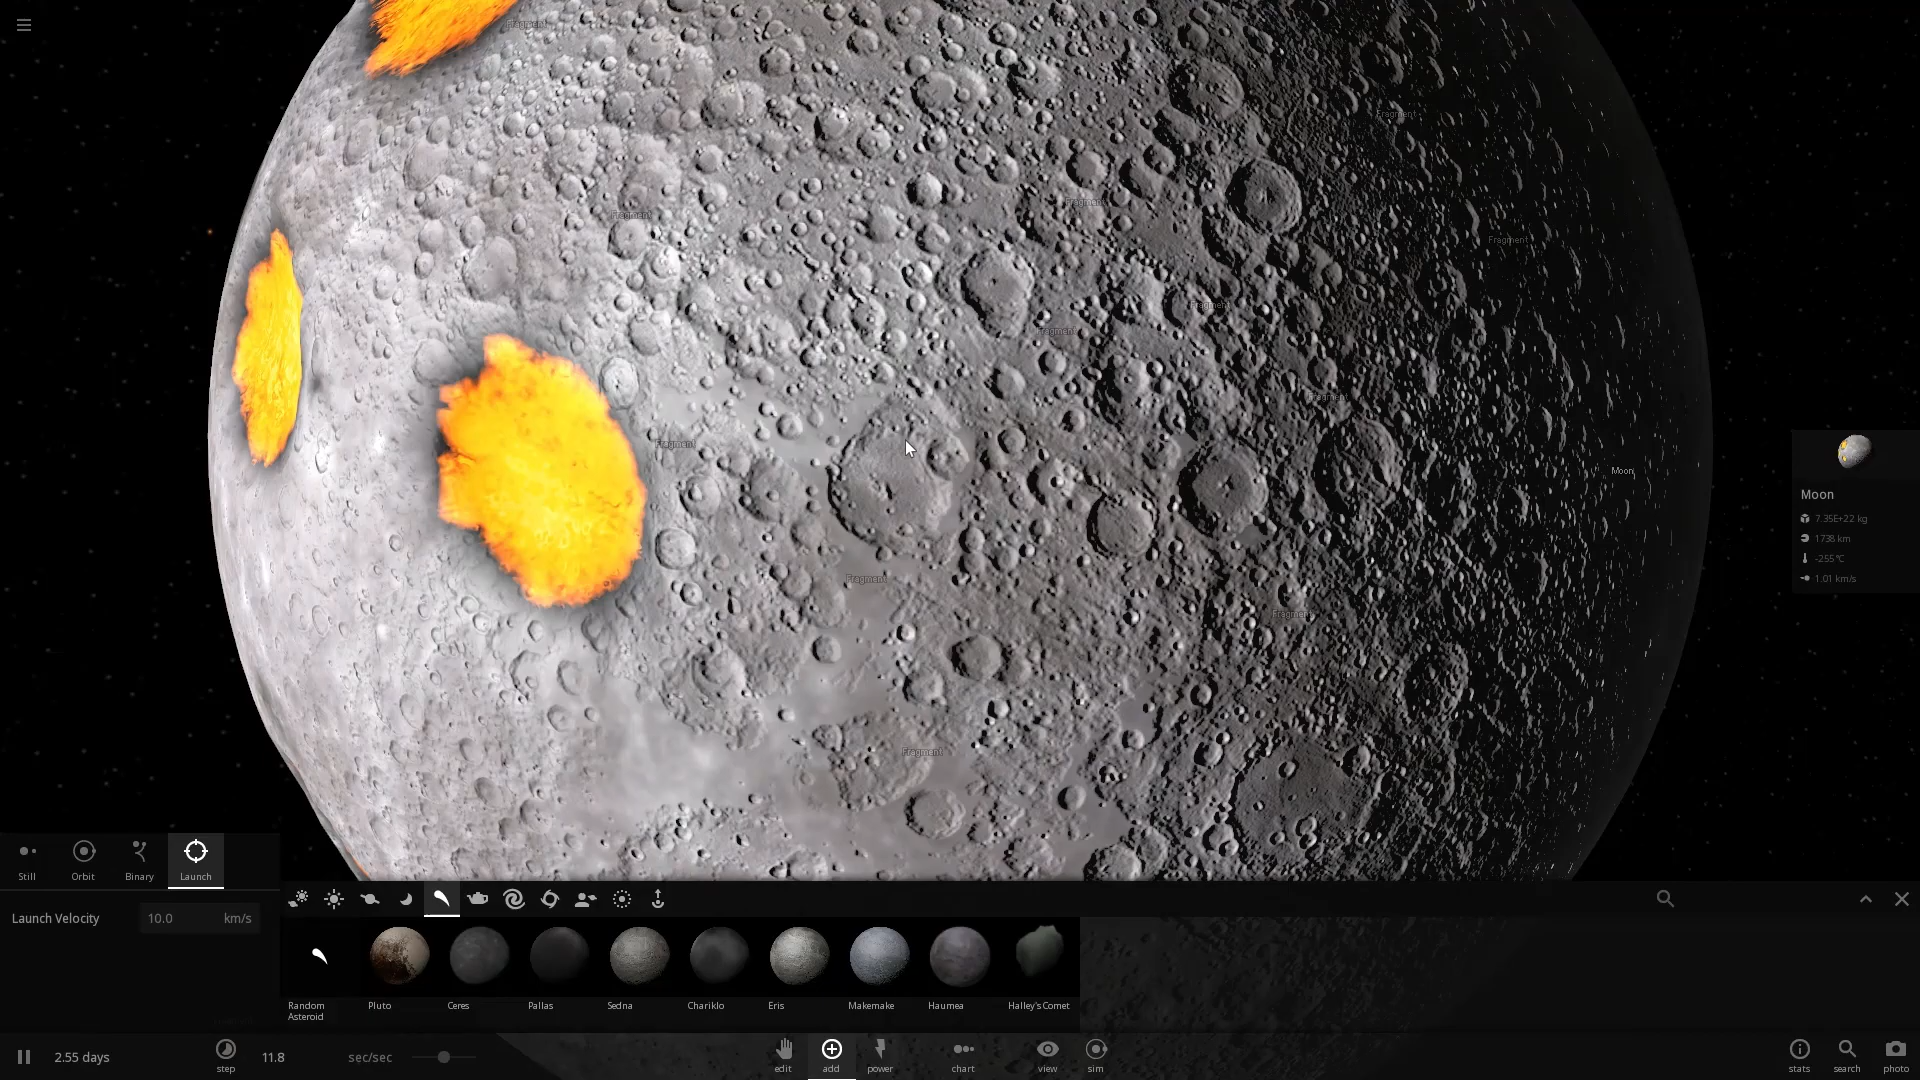 Fragment
Fragment
Fragment
Fragment
Fragment
Fragment
Fragment
Fragment
Fragment
Moon
Moon
7.35E+22 kg
1738 km
-255°C
1.01 km/s
Fragment
Fragment
Fragment
Still
Orbit
Binary
Launch
Launch Velocity
10.0
km/s
Random
Asteroid
Pluto
Ceres
Pallas
Sedna
Chariklo
Eris
Makemake
Haumea
Halley's Comet
2.55 days
step
11.8
sec/sec
edit
add
power
chart
view
sim
stats
search
photo